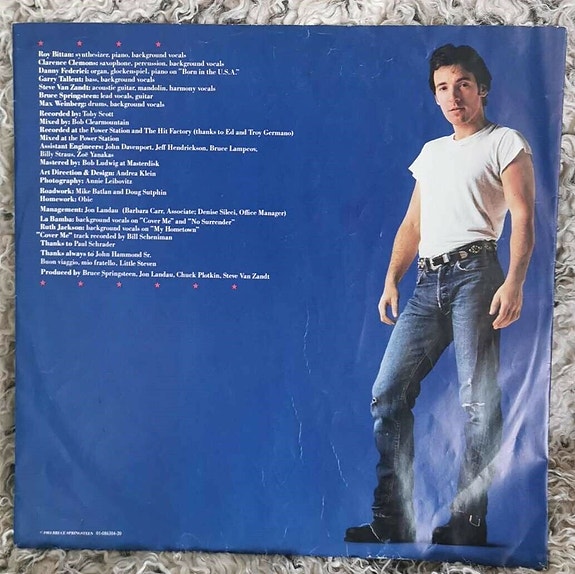 Roy Bittan: synthesizer, piano, background vocals
Clarence Clemons: saxophone, percussion, background vocals
Danny Federici: organ, glockenspiel, piano on "Born in the U.S.A."
Garry Tallent: bass, background vocals
Steve Van Zandt: acoustic guitar, mandolin, harmony vocals
Bruce Springsteen: lead vocals, guitar
Max Weinberg: drums, background vocals
Recorded by: Toby Scott
Mixed by: Bob Clearmountain
Recorded at the Power Station and The Hit Factory (thanks to Ed and Troy Germano)
Mixed at the Power Station
Assistant Engineers: John Davenport, Jeff Hendrickson, Bruce Lampcov,
Billy Straus, Zoë Yanakas
Mastered by: Bob Ludwig at Masterdisk
Art Direction & Design: Andrea Klein
Photography: Annie Leibovitz
Roadwork: Mike Batlan and Doug Sutphin
Homework: Obie
Management: Jon Landau (Barbara Carr, Associate; Denise Sileci, Office Manager)
La Bamba: background vocals on "Cover Me" and "No Surrender"
Ruth Jackson: background vocals on "My Hometown"
"Cover Me" track recorded by Bill Scheniman
Thanks to Paul Schrader
Thanks always to John Hammond Sr.
Buon viaggio, mio fratello, Little Steven
Produced by Bruce Springsteen, Jon Landau, Chuck Plotkin, Steve Van Zandt
℗ 1984 BRUCE SPRINGSTEEN 01-086304-20